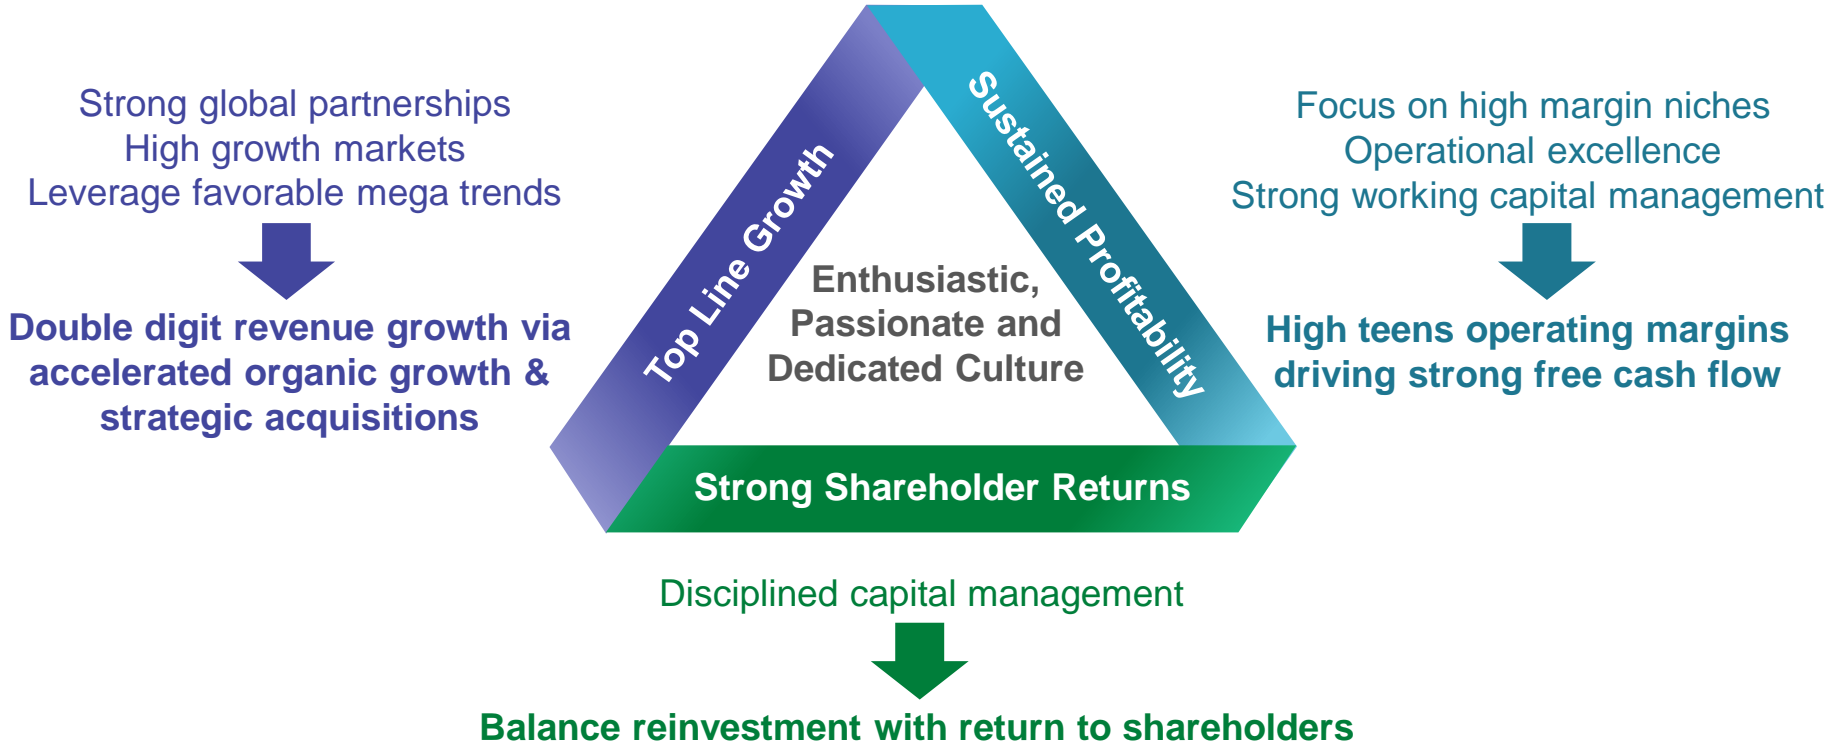 Strong global partnerships
High growth markets
Leverage favorable mega trends
Double digit revenue growth via
accelerated organic growth &
strategic acquisitions
Top Line Growth
Sustained Profitability
Enthusiastic,
Passionate and
Dedicated Culture
Strong Shareholder Returns
Focus on high margin niches
Operational excellence
Strong working capital management
High teens operating margins
driving strong free cash flow
Disciplined capital management
Balance reinvestment with return to shareholders